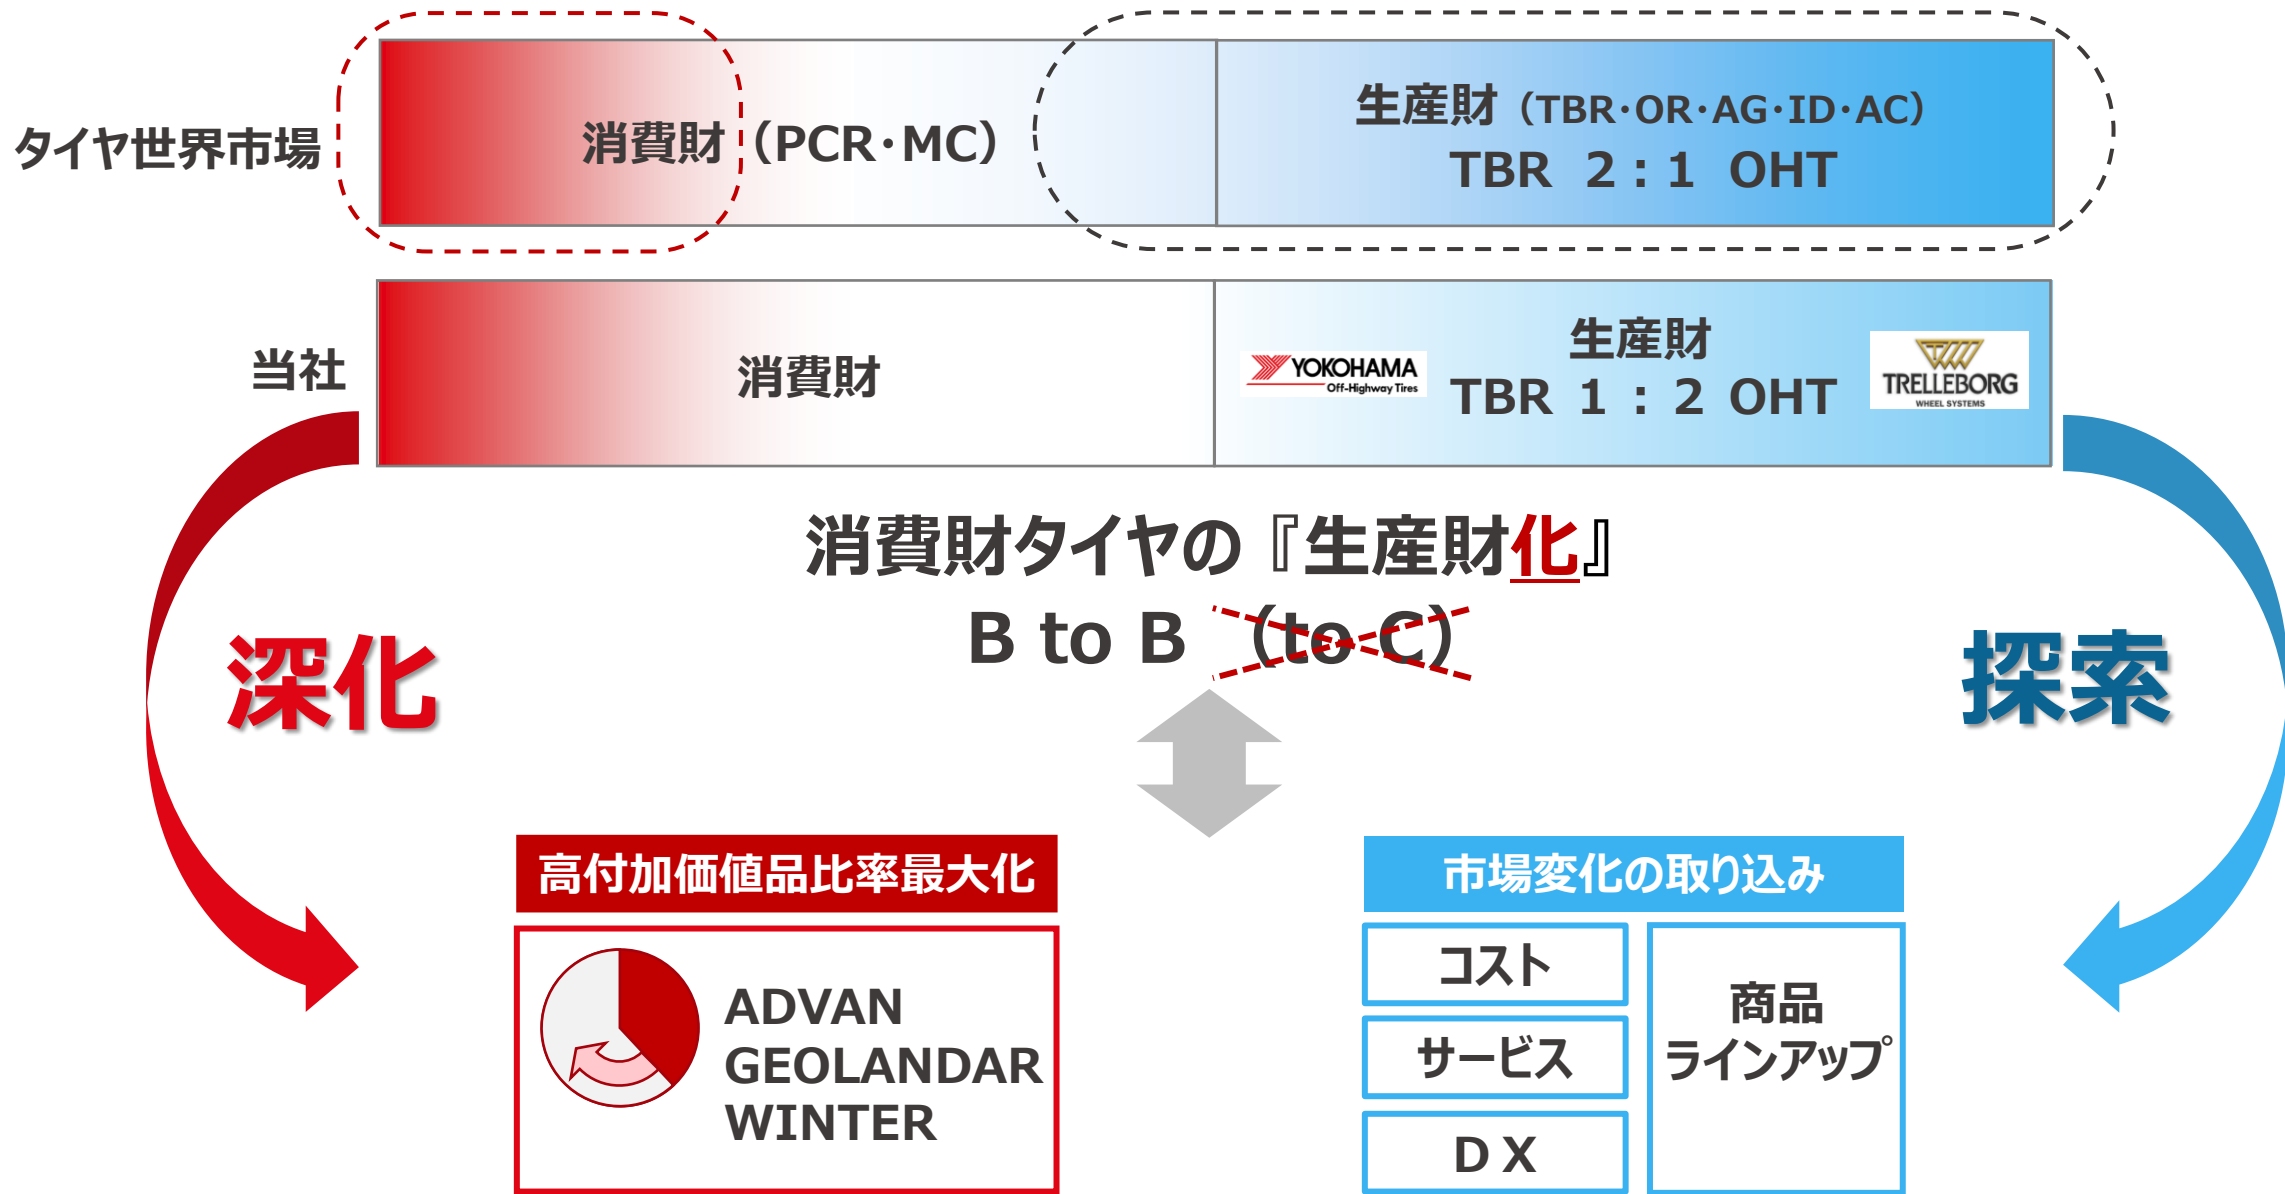 タイヤ世界市場
消費財（PCR・MC）
生産財（TBR・OR・AG・ID・AC）
TBR 2：1 OHT
当社
消費財
YOKOHAMA
Off-Highway Tires
生産財
TBR 1 ： 2 OHT
TRELLEBORG
WHEEL SYSTEMS
消費財タイヤの『生産財化』
B to B （to C）
深化
探索
高付加価値品比率最大化
ADVAN
GEOLANDAR
WINTER
市場変化の取り込み
コスト
サービス
DX
商品
ラインアップ